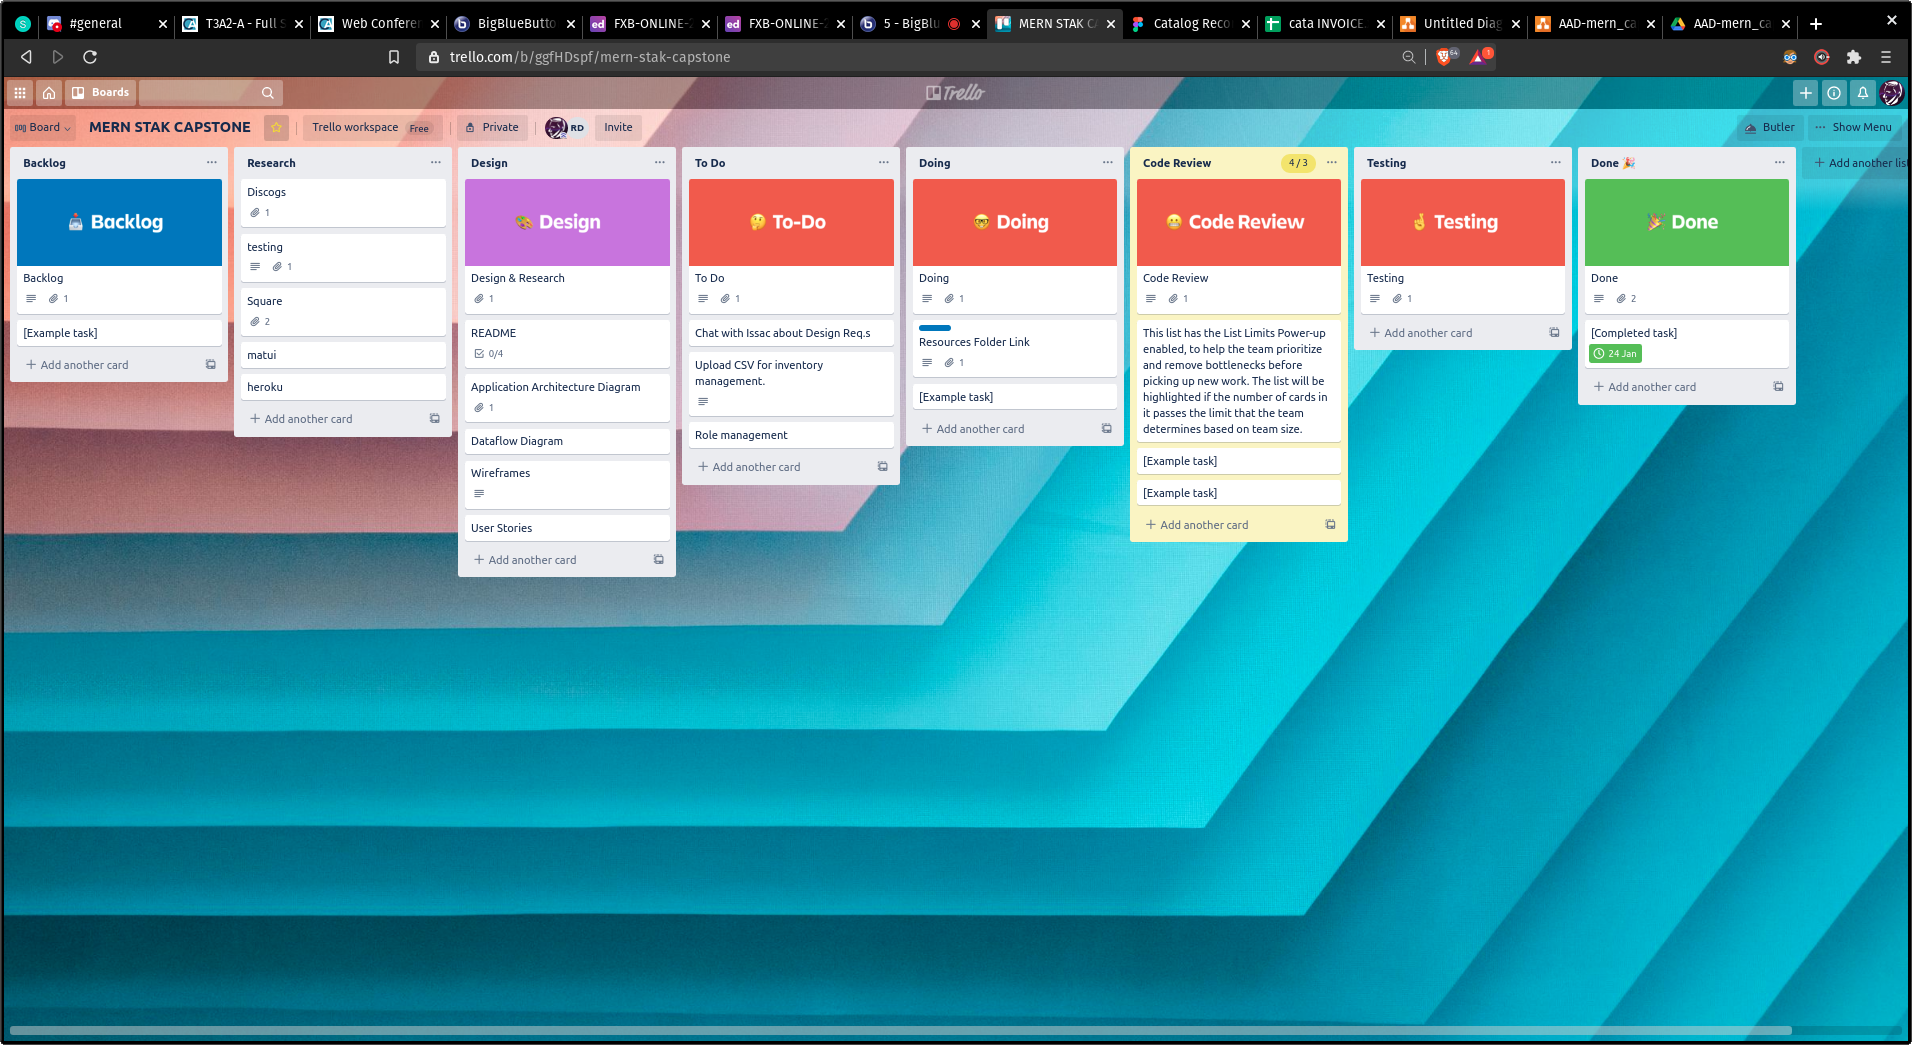 #general
T3A2-A - Full S
Web Conferen
BigBlueButto
FXB-ONLINE-2
FXB-ONLINE-2
5 - BigBlu
MERN STAK CA
Catalog Reco
cata INVOICE.
Untitled Diag
AAD-mern_ca
AAD-mern_ca
trello.com/b/ggfHDspf/mern-stak-capstone
64
1
Boards
Trello
Board
MERN STAK CAPSTONE
Trello workspace Free
Private
RD
Invite
Butler
... Show Menu
Backlog
Backlog
Backlog
1
[Example task]
+ Add another card
Research
Discogs
1
testing
1
Square
2
matui
heroku
+ Add another card
Design
Design
Design & Research
1
README
0/4
Application Architecture Diagram
1
Dataflow Diagram
Wireframes
User Stories
+ Add another card
To Do
To-Do
To Do
1
Chat with Issac about Design Req.s
Upload CSV for inventory
management.
Role management
+ Add another card
Doing
Doing
Doing
1
Resources Folder Link
1
[Example task]
+ Add another card
Code Review 4/3
Code Review
Code Review
1
This list has the List Limits Power-up
enabled, to help the team prioritize
and remove bottlenecks before
picking up new work. The list will be
highlighted if the number of cards in
it passes the limit that the team
determines based on team size.
[Example task]
[Example task]
+ Add another card
Testing
Testing
Testing
1
+ Add another card
Done 🎉
Done
Done
2
[Completed task]
24 Jan
+ Add another card
+ Add another list